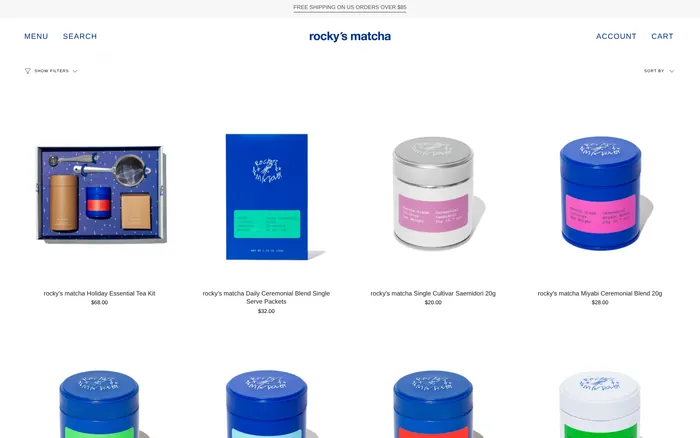 FREE SHIPPING ON US ORDERS OVER $85
MENU SEARCH rocky's matcha ACCOUNT CART
SHOW FILTERS SORT BY
rocky's matcha Holiday Essential Tea Kit
$68.00
rocky's matcha Daily Ceremonial Blend Single
Serve Packets
$32.00
rocky's matcha Single Cultivar Saemidori 20g
$20.00
rocky's matcha Miyabi Ceremonial Blend 20g
$28.00